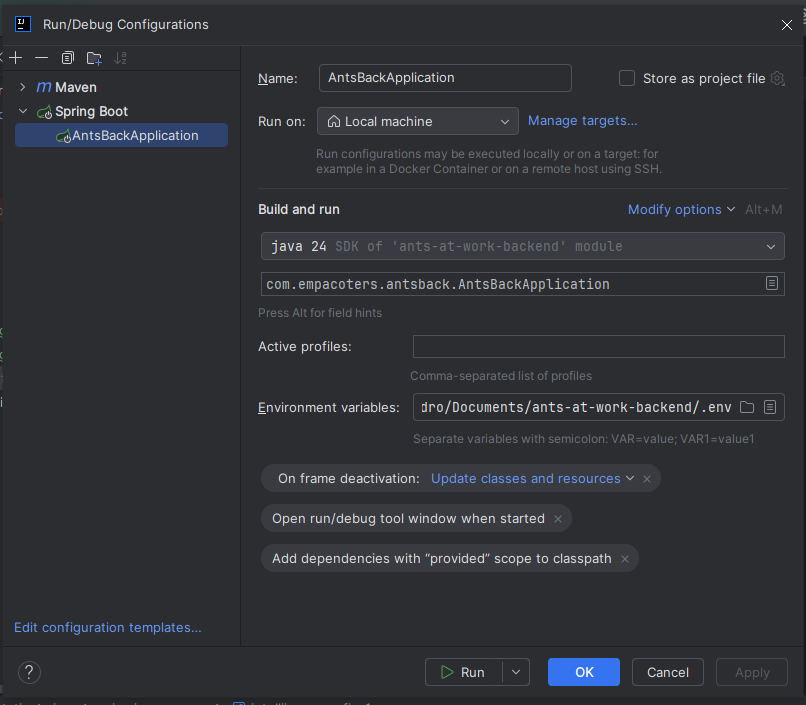 Run/Debug Configurations
Maven
Spring Boot
AntsBackApplication
Edit configuration templates...
Name:
AntsBackApplication
Store as project file
Run on:
Local machine
Manage targets...
Run configurations may be executed locally or on a target: for
example in a Docker Container or on a remote host using SSH.
Build and run
Modify options
Alt+M
java 24 SDK of 'ants-at-work-backend' module
com.empacoters.antsback.AntsBackApplication
Press Alt for field hints
Active profiles:
Comma-separated list of profiles
Environment variables:
dro/Documents/ants-at-work-backend/.env
Separate variables with semicolon: VAR=value; VAR1=value1
On frame deactivation: Update classes and resources
Open run/debug tool window when started
Add dependencies with “provided” scope to classpath
?
Run
OK
Cancel
Apply